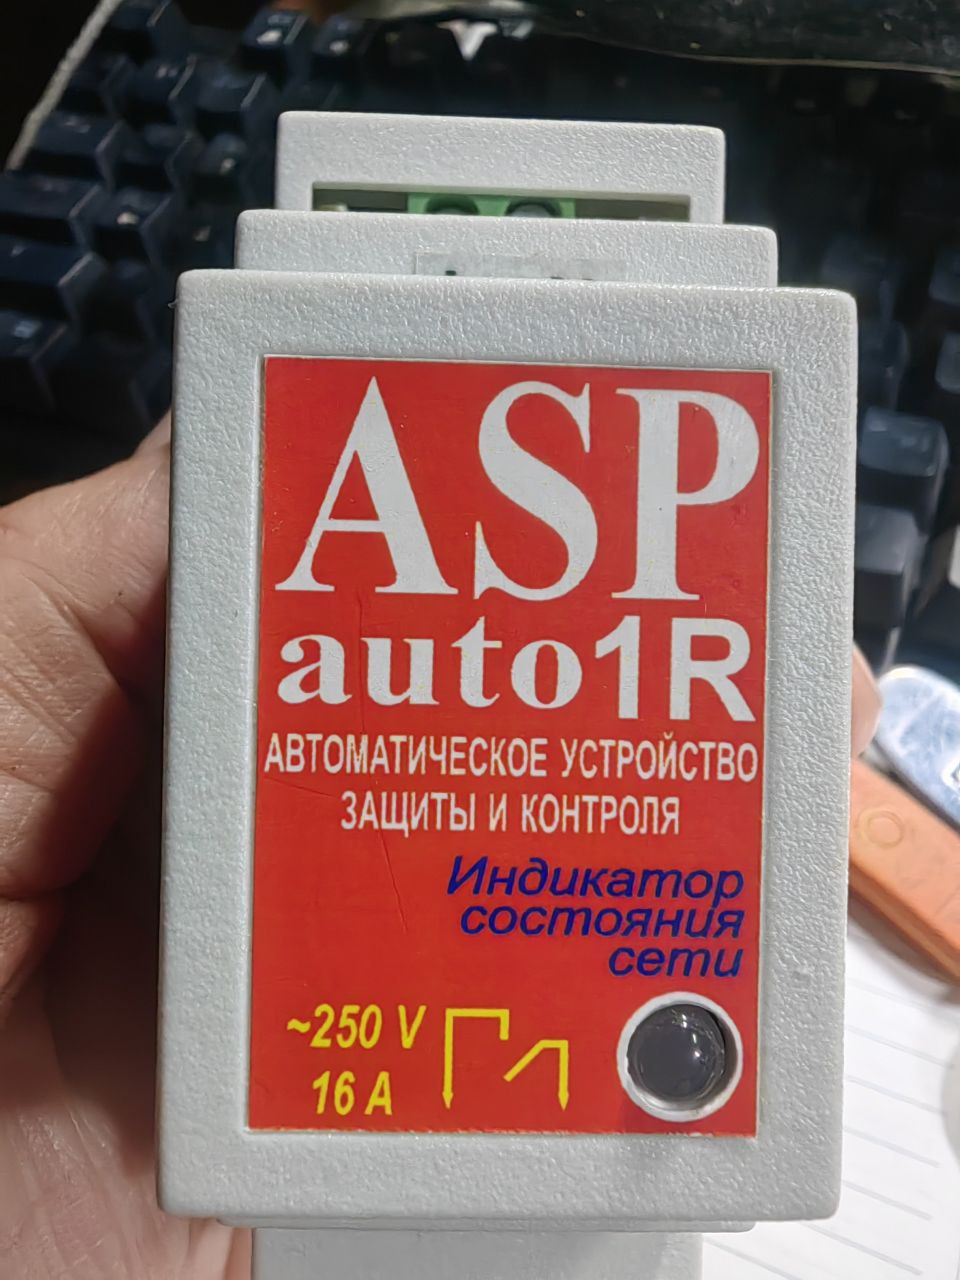 ASP
auto1R
АВТОМАТИЧЕСКОЕ УСТРОЙСТВО
ЗАЩИТЫ И КОНТРОЛЯ
Индикатор
состояния
сети
~250 V
16 A